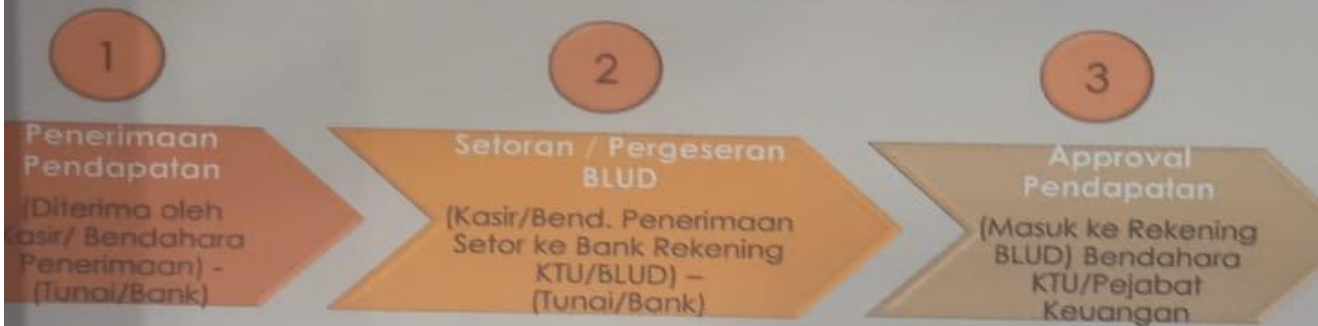 1
Penerimaan
Pendapatan
(Diterima oleh
Kasir/ Bendahara
Penerimaan) -
(Tunai/Bank)
2
Setoran / Pergeseran
BLUD
(Kasir/Bend. Penerimaan
Setor ke Bank Rekening
KTU/BLUD) –
(Tunai/Bank)
3
Approval
Pendapatan
(Masuk ke Rekening
BLUD) Bendahara
KTU/Pejabat
Keuangan